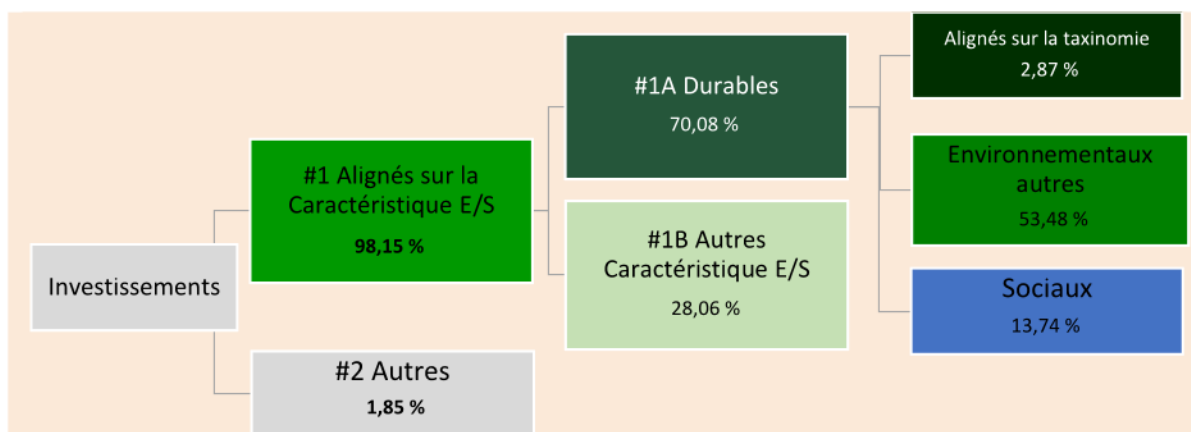 Investissements
#1 Alignés sur la
Caractéristique E/S
98,15 %
#2 Autres
1,85 %
#1A Durables
70,08 %
#1B Autres
Caractéristique E/S
28,06 %
Alignés sur la taxinomie
2,87 %
Environnementaux
autres
53,48 %
Sociaux
13,74 %